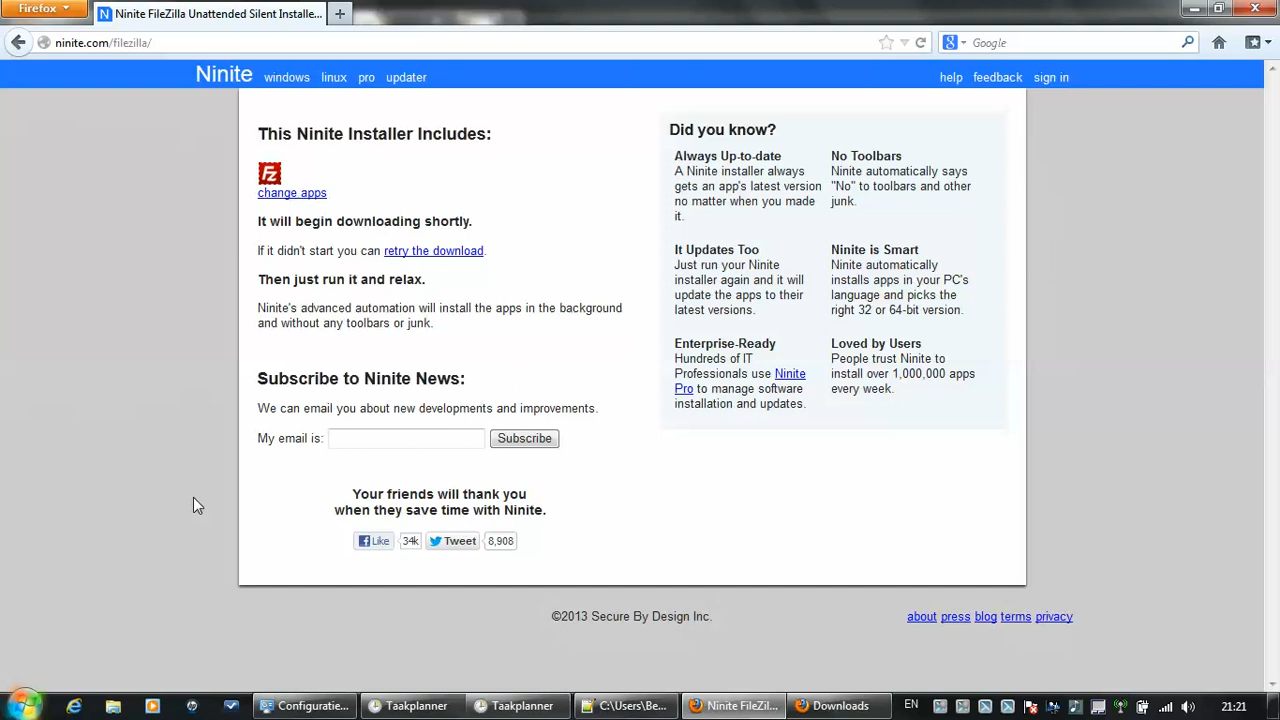 Firefox
Ninite FileZilla Unattended Silent Installe...
ninite.com/filezilla/
Google
Ninite windows linux pro updater
help feedback sign in
This Ninite Installer Includes:
change apps
It will begin downloading shortly.
If it didn't start you can retry the download.
Then just run it and relax.
Ninite's advanced automation will install the apps in the background
and without any toolbars or junk.
Subscribe to Ninite News:
We can email you about new developments and improvements.
My email is: Subscribe
Your friends will thank you
when they save time with Ninite.
Like 34k Tweet 8,908
Did you know?
Always Up-to-date
A Ninite installer always
gets an app's latest version
no matter when you made
it.
No Toolbars
Ninite automatically says
"No" to toolbars and other
junk.
It Updates Too
Just run your Ninite
installer again and it will
update the apps to their
latest versions.
Ninite is Smart
Ninite automatically
installs apps in your PC's
language and picks the
right 32 or 64-bit version.
Enterprise-Ready
Hundreds of IT
Professionals use Ninite
Pro to manage software
installation and updates.
Loved by Users
People trust Ninite to
install over 1,000,000 apps
every week.
©2013 Secure By Design Inc.
about press blog terms privacy
Configuratie... Taakplanner Taakplanner C:\Users\Be... Ninite FileZil... Downloads EN 21:21